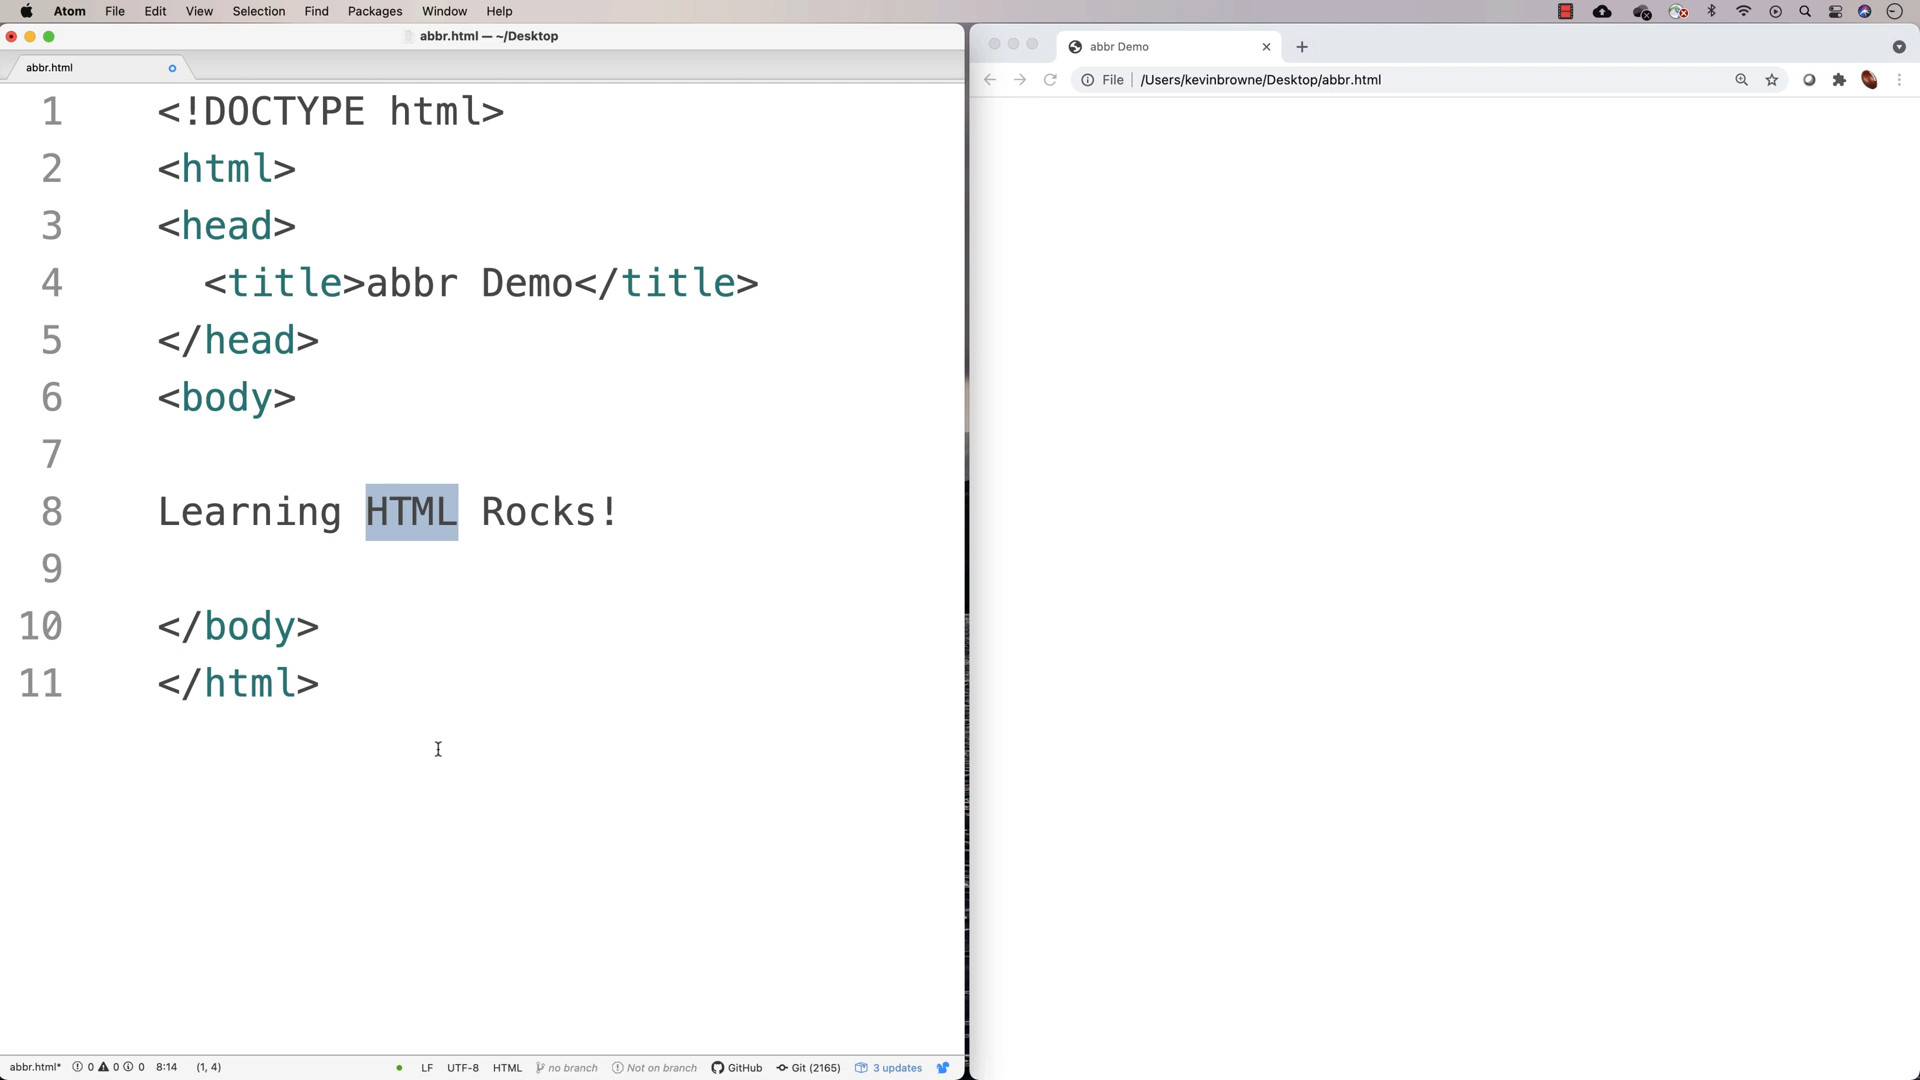 Atom File Edit View Selection Find Packages Window Help
abbr.html — ~/Desktop
abbr.html
1 <!DOCTYPE html>
2 <html>
3 <head>
4 <title>abbr Demo</title>
5 </head>
6 <body>
7
8 Learning HTML Rocks!
9
10 </body>
11 </html>
abbr.html* 0 0 0 8:14 (1, 4) LF UTF-8 HTML no branch Not on branch GitHub Git (2165) 3 updates
abbr Demo
File /Users/kevinbrowne/Desktop/abbr.html